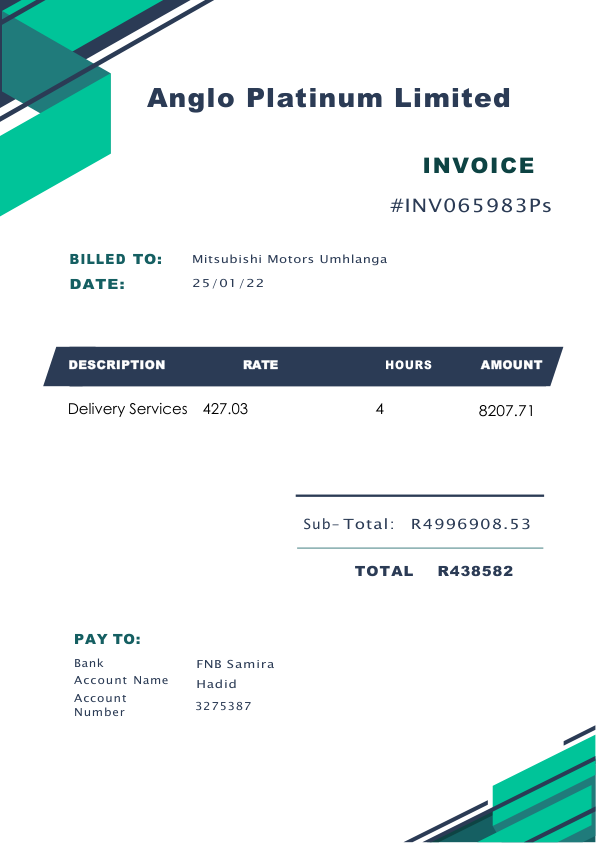 Anglo Platinum Limited
INVOICE
#INV065983Ps
BILLED TO: Mitsubishi Motors Umhlanga
DATE: 25/01/22
DESCRIPTION RATE HOURS AMOUNT
Delivery Services 427.03 4 8207.71
Sub-Total: R4996908.53
TOTAL R438582
PAY TO:
Bank FNB Samira
Account Name Hadid
Account
Number 3275387